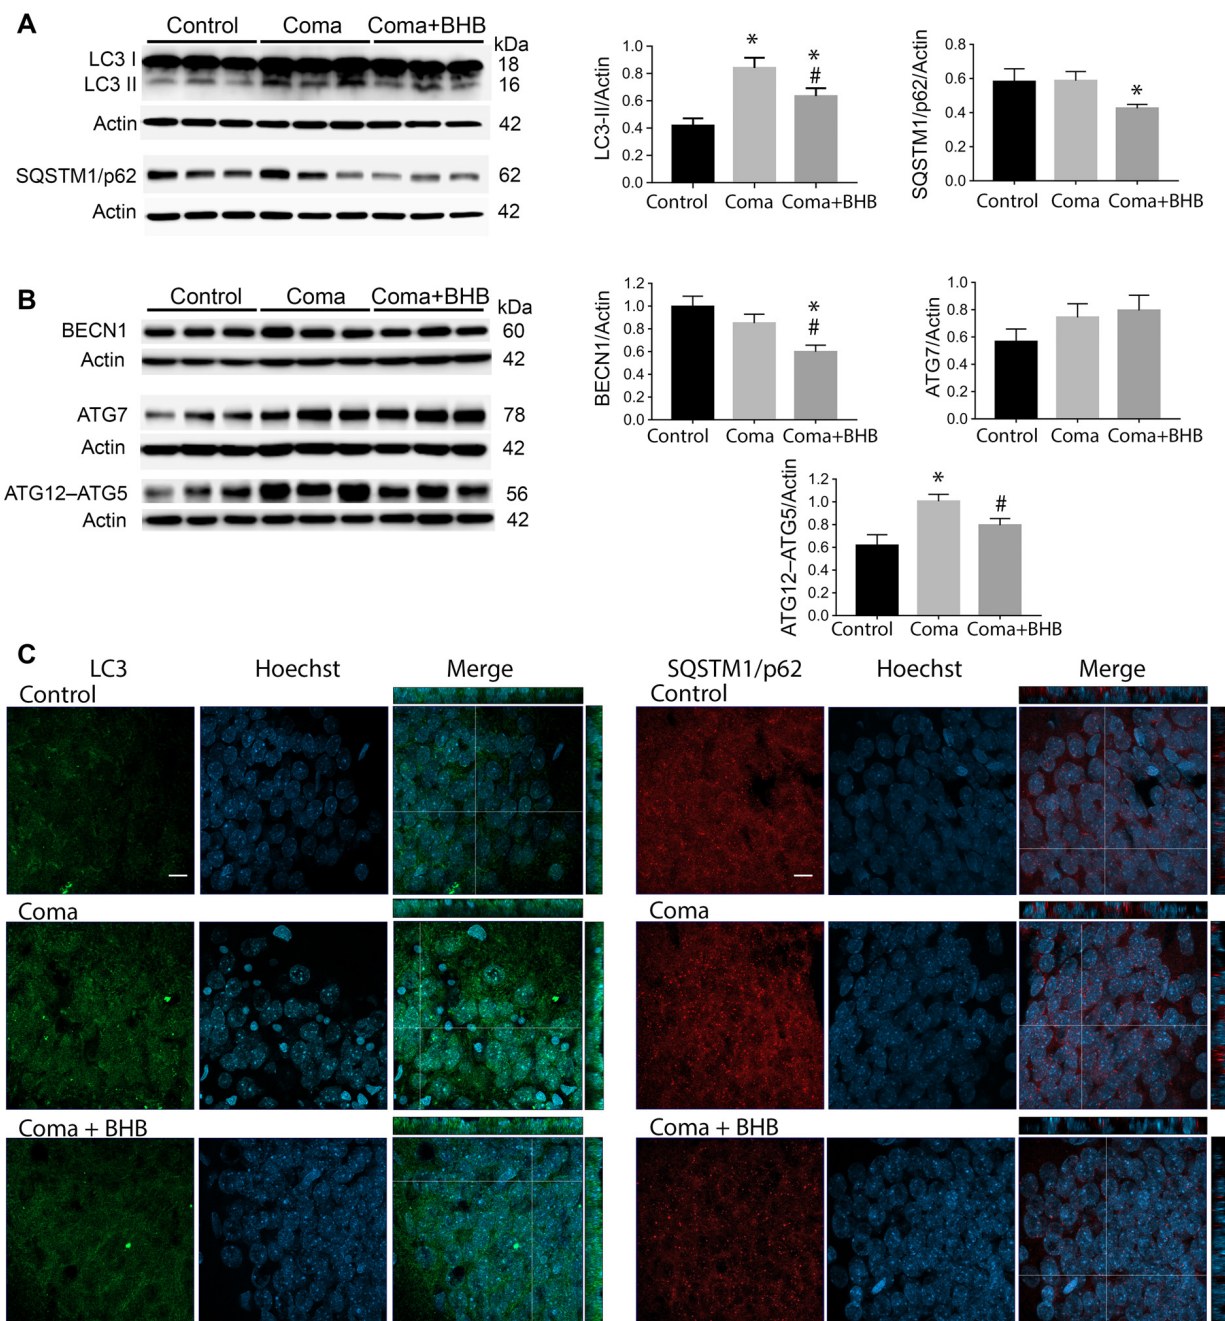 A
Control Coma Coma+BHB
kDa
LC3 I 18
LC3 II 16
Actin 42
SQSTM1/p62 62
Actin 42
LC3-II/Actin
1.0
0.8
0.6
0.4
0.2
0.0
* * #
Control Coma Coma+BHB
SQSTM1/p62/Actin
0.8
0.6
0.4
0.2
0.0
*
Control Coma Coma+BHB
B
Control Coma Coma+BHB
kDa
BECN1 60
Actin 42
ATG7 78
Actin 42
ATG12–ATG5 56
Actin 42
BECN1/Actin
1.2
1.0
0.8
0.6
0.4
0.2
0.0
* #
Control Coma Coma+BHB
ATG7/Actin
1.0
0.8
0.6
0.4
0.2
0.0
Control Coma Coma+BHB
ATG12–ATG5/Actin
1.2
1.0
0.8
0.6
0.4
0.2
0.0
* #
Control Coma Coma+BHB
C
LC3 Hoechst Merge
Control
Coma
Coma + BHB
SQSTM1/p62 Hoechst Merge
Control
Coma
Coma + BHB